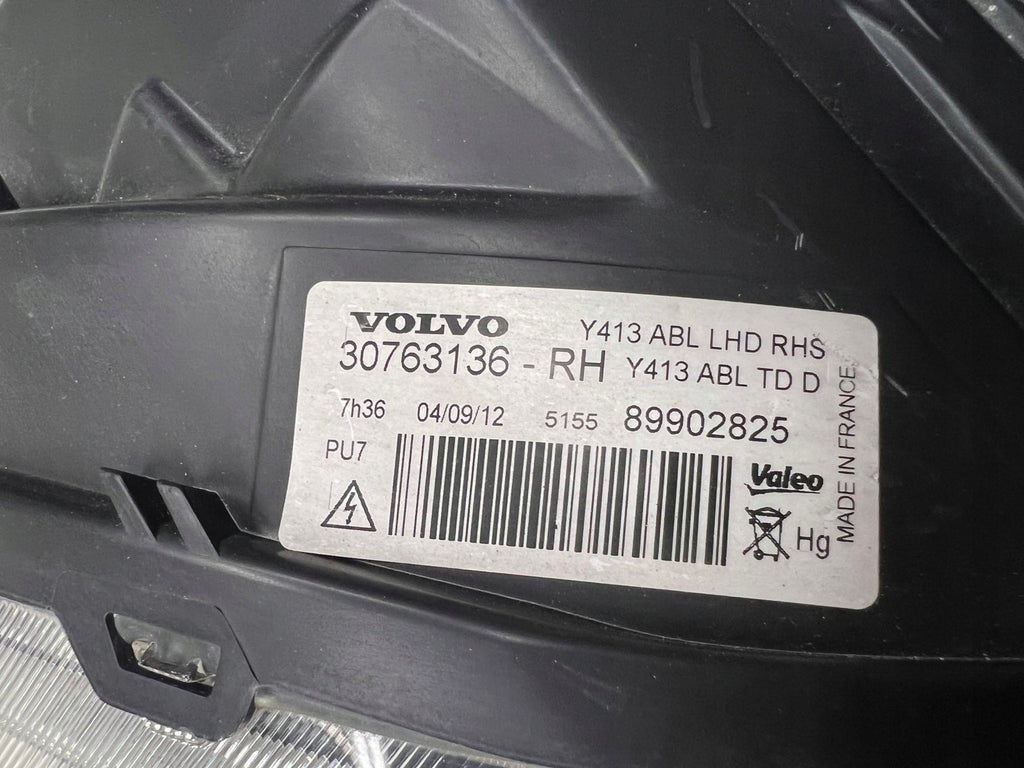 VOLVO
Y413 ABL LHD RHS
30763136 - RH
Y413 ABL TD D
7h36 04/09/12 5155 89902825
PU7
Valeo
Hg
MADE IN FRANCE